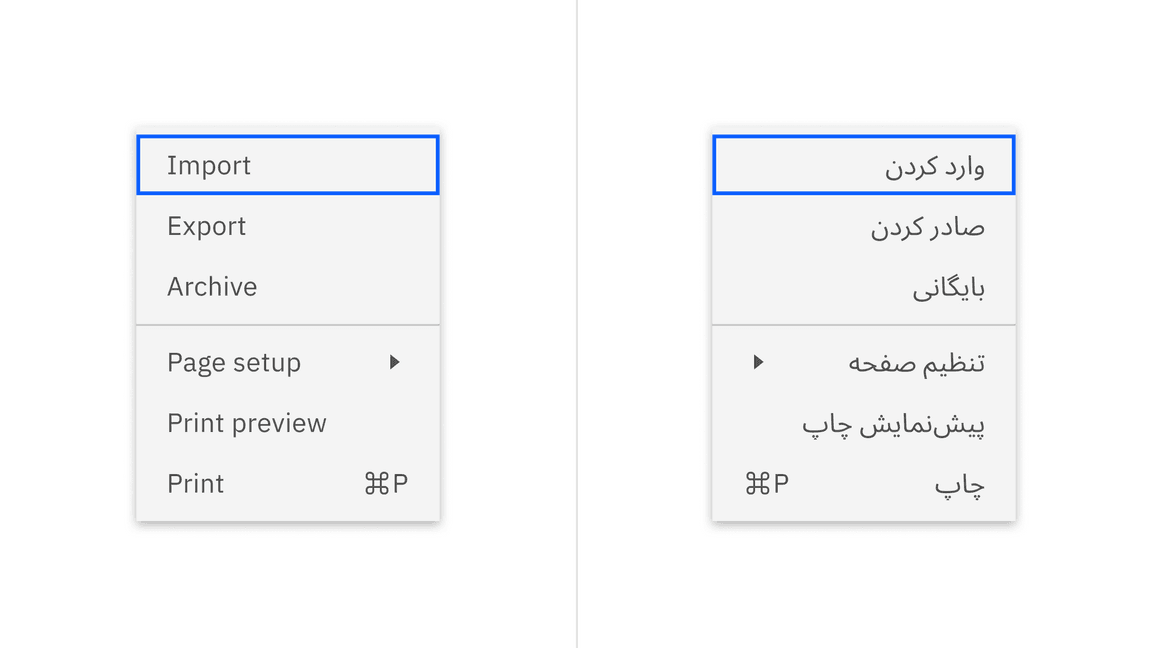 Import
Export
Archive
Page setup
Print preview
Print ⌘P
وارد کردن
صادر کردن
بایگانی
تنظیم صفحه
پیش‌نمایش چاپ
چاپ ⌘P